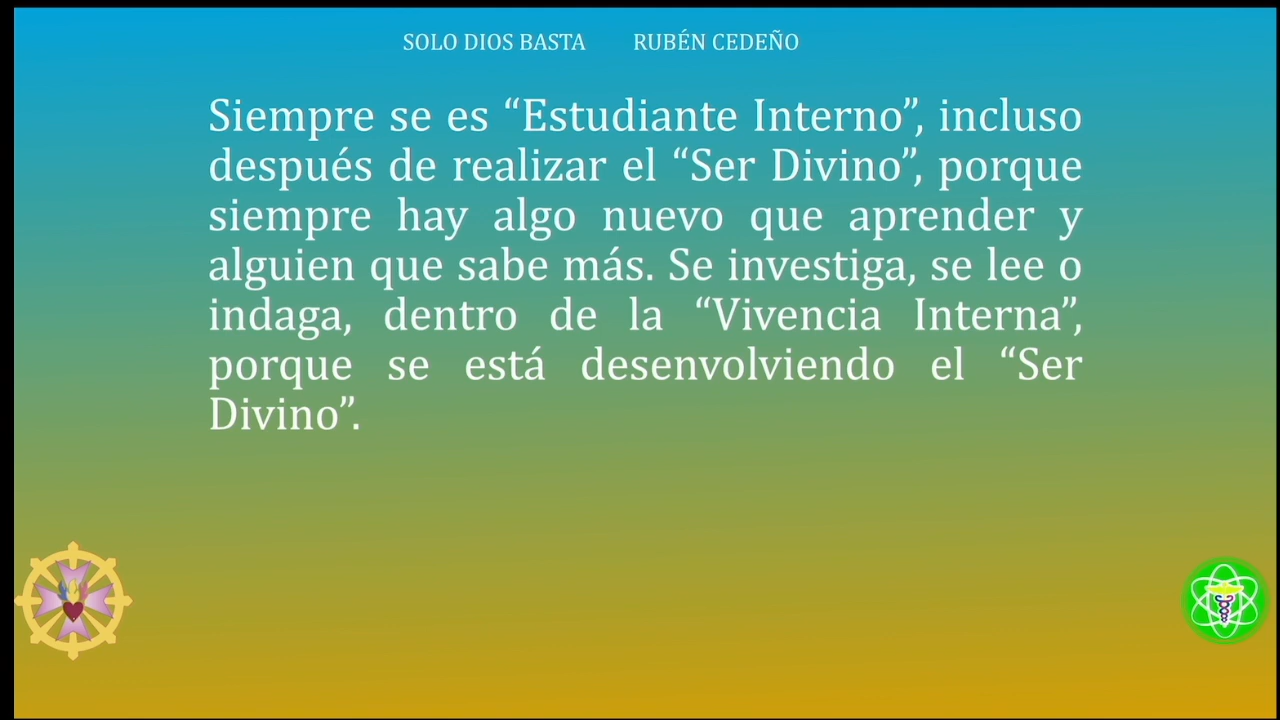 SOLO DIOS BASTA RUBÉN CEDEÑO
Siempre se es “Estudiante Interno”, incluso
después de realizar el “Ser Divino”, porque
siempre hay algo nuevo que aprender y
alguien que sabe más. Se investiga, se lee o
indaga, dentro de la “Vivencia Interna”,
porque se está desenvolviendo el “Ser
Divino”.